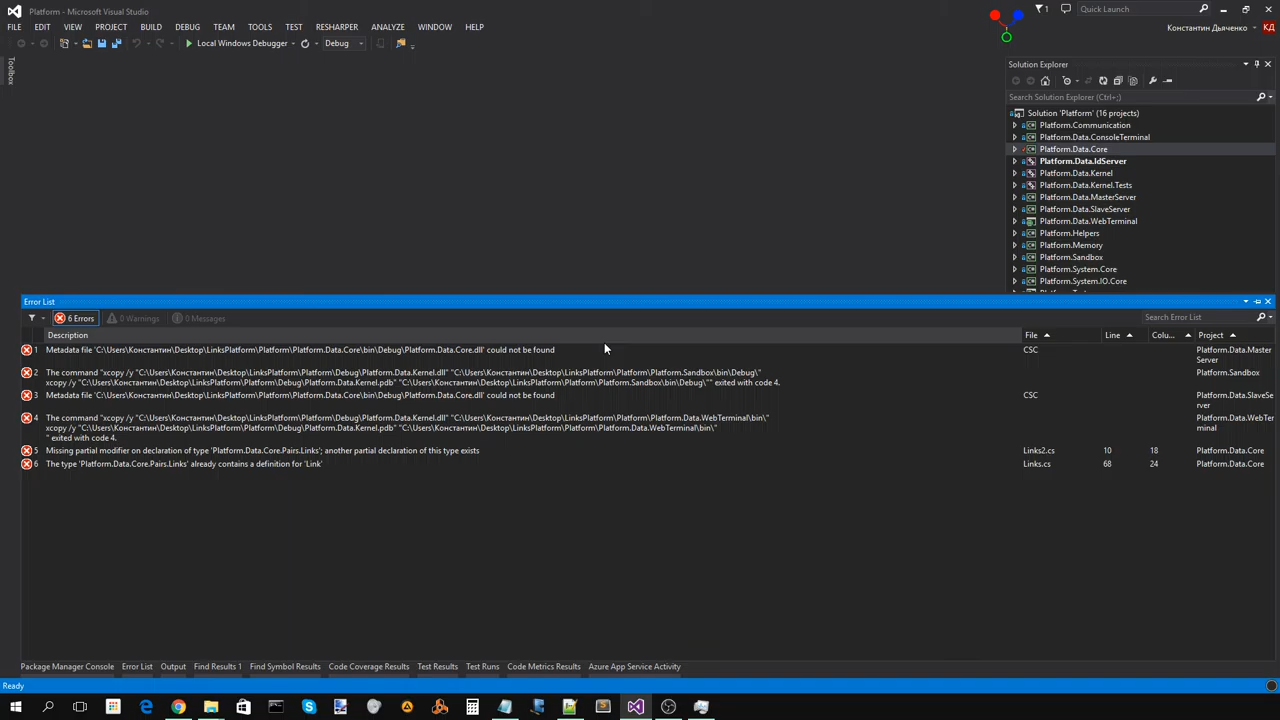 Platform - Microsoft Visual Studio
1
Quick Launch
FILE EDIT VIEW PROJECT BUILD DEBUG TEAM TOOLS TEST RESHARPER ANALYZE WINDOW HELP
Константин Дьяченко КД
Local Windows Debugger Debug
Toolbox
Solution Explorer
Search Solution Explorer (Ctrl+;)
Solution 'Platform' (16 projects)
Platform.Communication
Platform.Data.ConsoleTerminal
Platform.Data.Core
Platform.Data.IdServer
Platform.Data.Kernel
Platform.Data.Kernel.Tests
Platform.Data.MasterServer
Platform.Data.SlaveServer
Platform.Data.WebTerminal
Platform.Helpers
Platform.Memory
Platform.Sandbox
Platform.System.Core
Platform.System.IO.Core
Error List
6 Errors 0 Warnings 0 Messages Search Error List
Description File Line Colu... Project
1 Metadata file 'C:\Users\Константин\Desktop\LinksPlatform\Platform\Platform.Data.Core\bin\Debug\Platform.Data.Core.dll' could not be found CSC Platform.Data.Master
Server
2 The command "xcopy /y "C:\Users\Константин\Desktop\LinksPlatform\Platform\Debug\Platform.Data.Kernel.dll" "C:\Users\Константин\Desktop\LinksPlatform\Platform\Platform.Sandbox\bin\Debug\" Platform.Sandbox
xcopy /y "C:\Users\Константин\Desktop\LinksPlatform\Platform\Debug\Platform.Data.Kernel.pdb" "C:\Users\Константин\Desktop\LinksPlatform\Platform\Platform.Sandbox\bin\Debug\"" exited with code 4.
3 Metadata file 'C:\Users\Константин\Desktop\LinksPlatform\Platform\Platform.Data.Core\bin\Debug\Platform.Data.Core.dll' could not be found CSC Platform.Data.SlaveSe
rver
4 The command "xcopy /y "C:\Users\Константин\Desktop\LinksPlatform\Platform\Debug\Platform.Data.Kernel.dll" "C:\Users\Константин\Desktop\LinksPlatform\Platform\Platform.Data.WebTerminal\bin\" Platform.Data.WebTer
xcopy /y "C:\Users\Константин\Desktop\LinksPlatform\Platform\Debug\Platform.Data.Kernel.pdb" "C:\Users\Константин\Desktop\LinksPlatform\Platform\Platform.Data.WebTerminal\bin\" minal
" exited with code 4.
5 Missing partial modifier on declaration of type 'Platform.Data.Core.Pairs.Links'; another partial declaration of this type exists Links2.cs 10 18 Platform.Data.Core
6 The type 'Platform.Data.Core.Pairs.Links' already contains a definition for 'Link' Links.cs 68 24 Platform.Data.Core
Package Manager Console Error List Output Find Results 1 Find Symbol Results Code Coverage Results Test Results Test Runs Code Metrics Results Azure App Service Activity
Ready